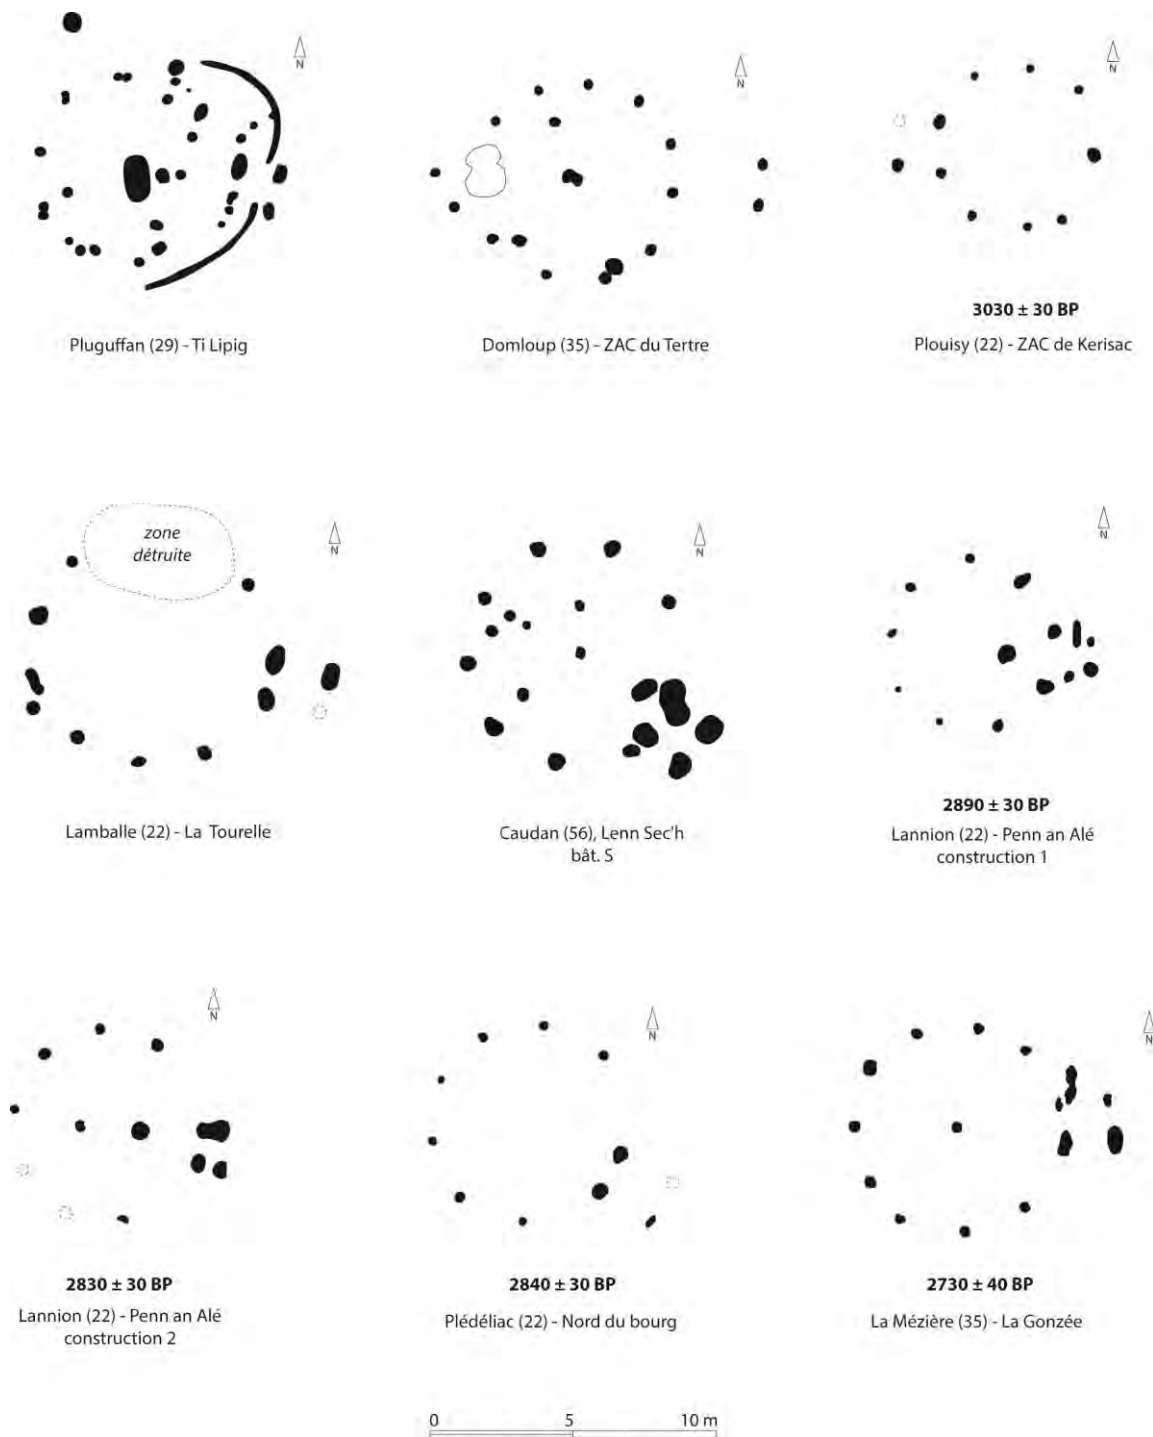 N
N
N
Pluguffan (29) - Ti Lipig
Domloup (35) - ZAC du Tertre
3030 ± 30 BP
Plouisy (22) - ZAC de Kerisac
zone
détruite
N
N
N
Lamballe (22) - La Tourelle
Caudan (56), Lenn Sec'h
bât. S
2890 ± 30 BP
Lannion (22) - Penn an Alé
construction 1
N
N
N
2830 ± 30 BP
Lannion (22) - Penn an Alé
construction 2
2840 ± 30 BP
Plédéliac (22) - Nord du bourg
2730 ± 40 BP
La Mézière (35) - La Gonzée
0 5 10 m